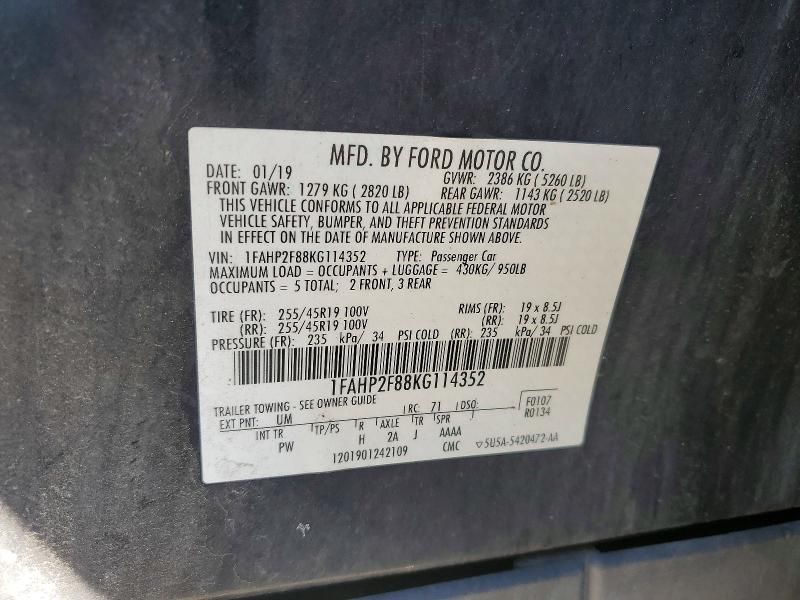 MFD. BY FORD MOTOR CO.
DATE: 01/19 GVWR: 2386 KG ( 5260 LB)
FRONT GAWR: 1279 KG ( 2820 LB) REAR GAWR: 1143 KG ( 2520 LB)
THIS VEHICLE CONFORMS TO ALL APPLICABLE FEDERAL MOTOR
VEHICLE SAFETY, BUMPER, AND THEFT PREVENTION STANDARDS
IN EFFECT ON THE DATE OF MANUFACTURE SHOWN ABOVE.
VIN: 1FAHP2F88KG114352 TYPE: Passenger Car
MAXIMUM LOAD = OCCUPANTS + LUGGAGE = 430KG/ 950LB
OCCUPANTS = 5 TOTAL; 2 FRONT, 3 REAR
TIRE (FR): 255/45R19 100V RIMS (FR): 19 x 8.5J
(RR): 255/45R19 100V (RR): 19 x 8.5J
PRESSURE (FR): 235 kPa/ 34 PSI COLD (RR): 235 kPa/ 34 PSI COLD
1FAHP2F88KG114352
TRAILER TOWING - SEE OWNER GUIDE
EXT PNT: UM RC: 71 DSO: F0107
R0134
INT TR TP/PS R AXLE TR SPR
PW H 2A J AAAA
1201901242109 CMC ▽5U5A-5420472-AA